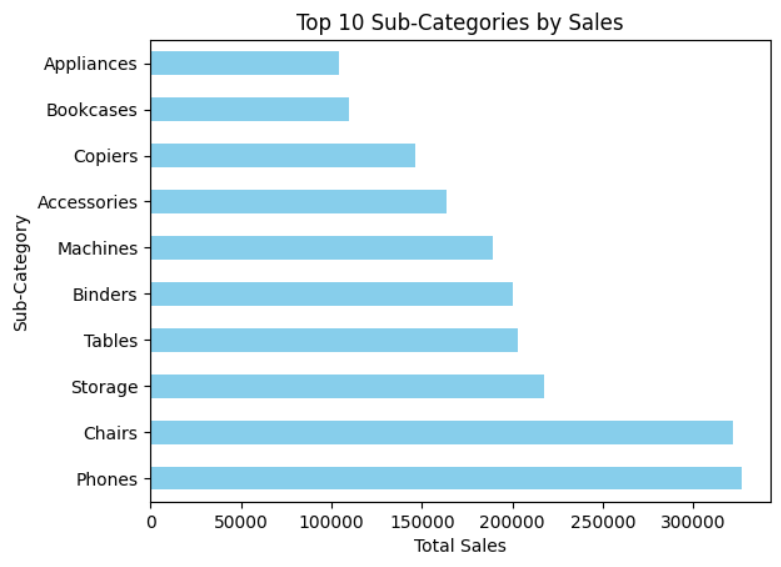 Top 10 Sub-Categories by Sales
Sub-Category
Appliances
Bookcases
Copiers
Accessories
Machines
Binders
Tables
Storage
Chairs
Phones
0 50000 100000 150000 200000 250000 300000
Total Sales